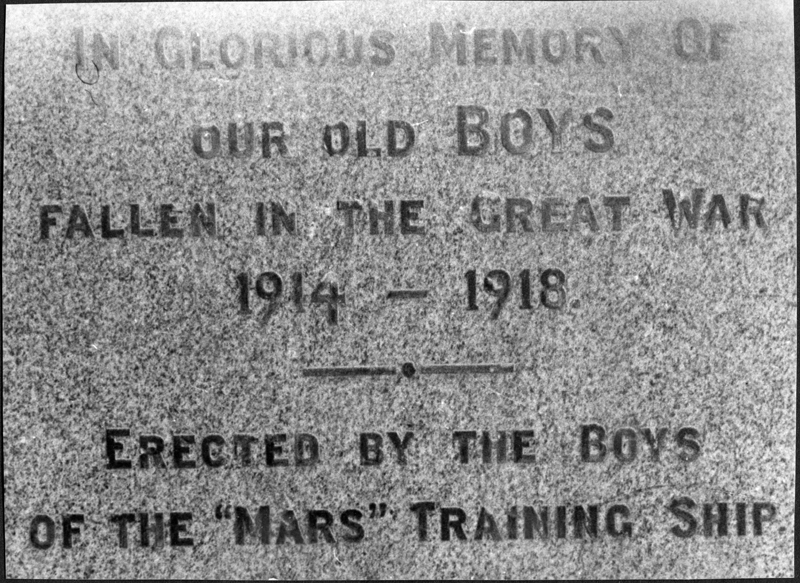 In Glorious Memory Of
OUR OLD BOYS
FALLEN IN THE GREAT WAR
1914 – 1918.
ERECTED BY THE BOYS
OF THE "MARS" TRAINING SHIP.